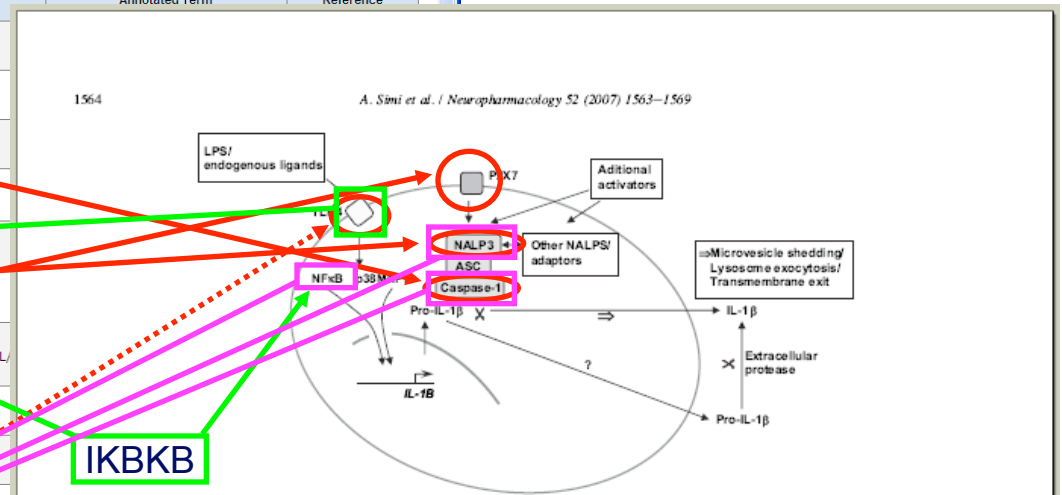 Annotated Term Reference
1564
A. Simi et al. / Neuropharmacology 52 (2007) 1563–1569
LPS/
endogenous ligands
Aditional
activators
NALP3
Other NALPS/
adaptors
ASC
Caspase-1
NFκB
⇒Microvesicle shedding/
Lysosome exocytosis/
Transmembrane exit
Pro-IL-1β
⇒
IL-1β
?
Extracellular
protease
IL-1B
Pro-IL-1β
IKBKB